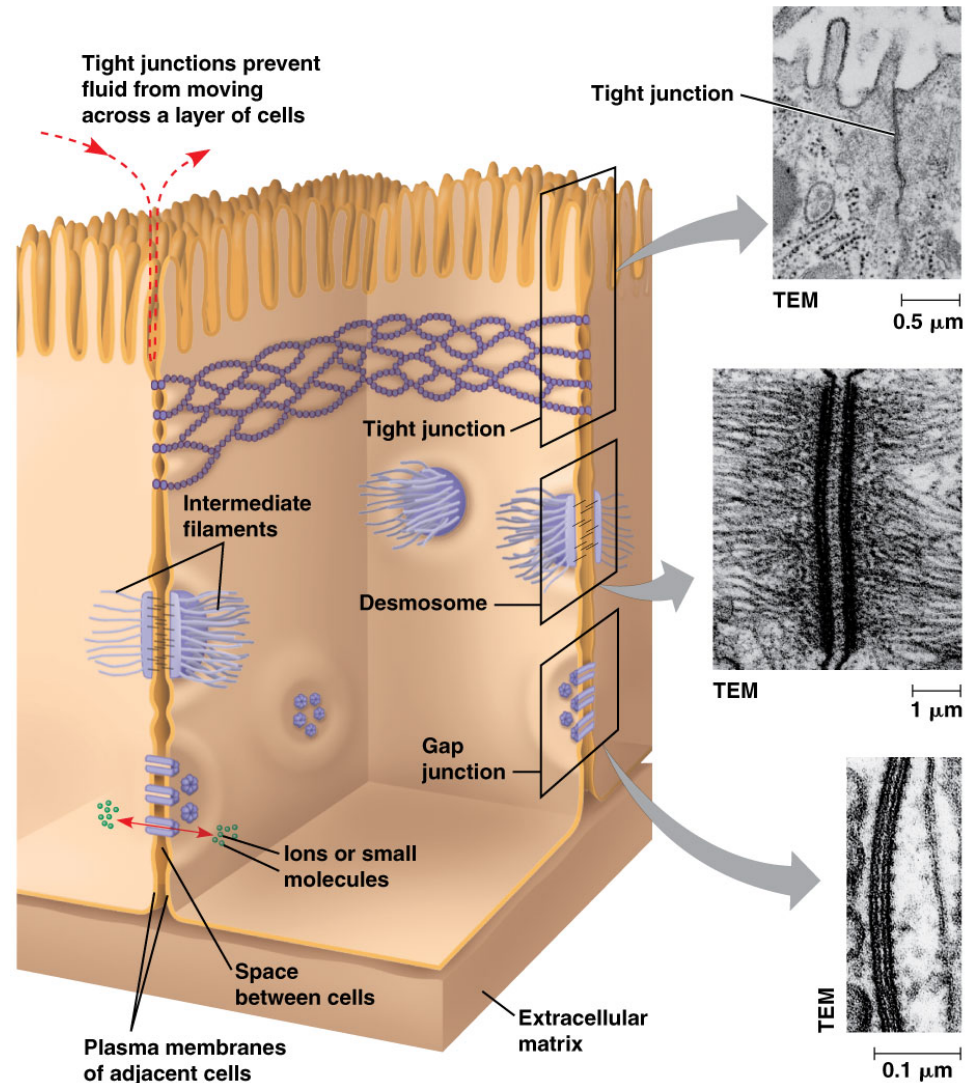 Tight junctions prevent
fluid from moving
across a layer of cells
Tight junction
TEM
0.5 μm
Tight junction
Intermediate
filaments
Desmosome
TEM
1 μm
Gap
junction
Ions or small
molecules
Space
between cells
Extracellular
matrix
Plasma membranes
of adjacent cells
TEM
0.1 μm